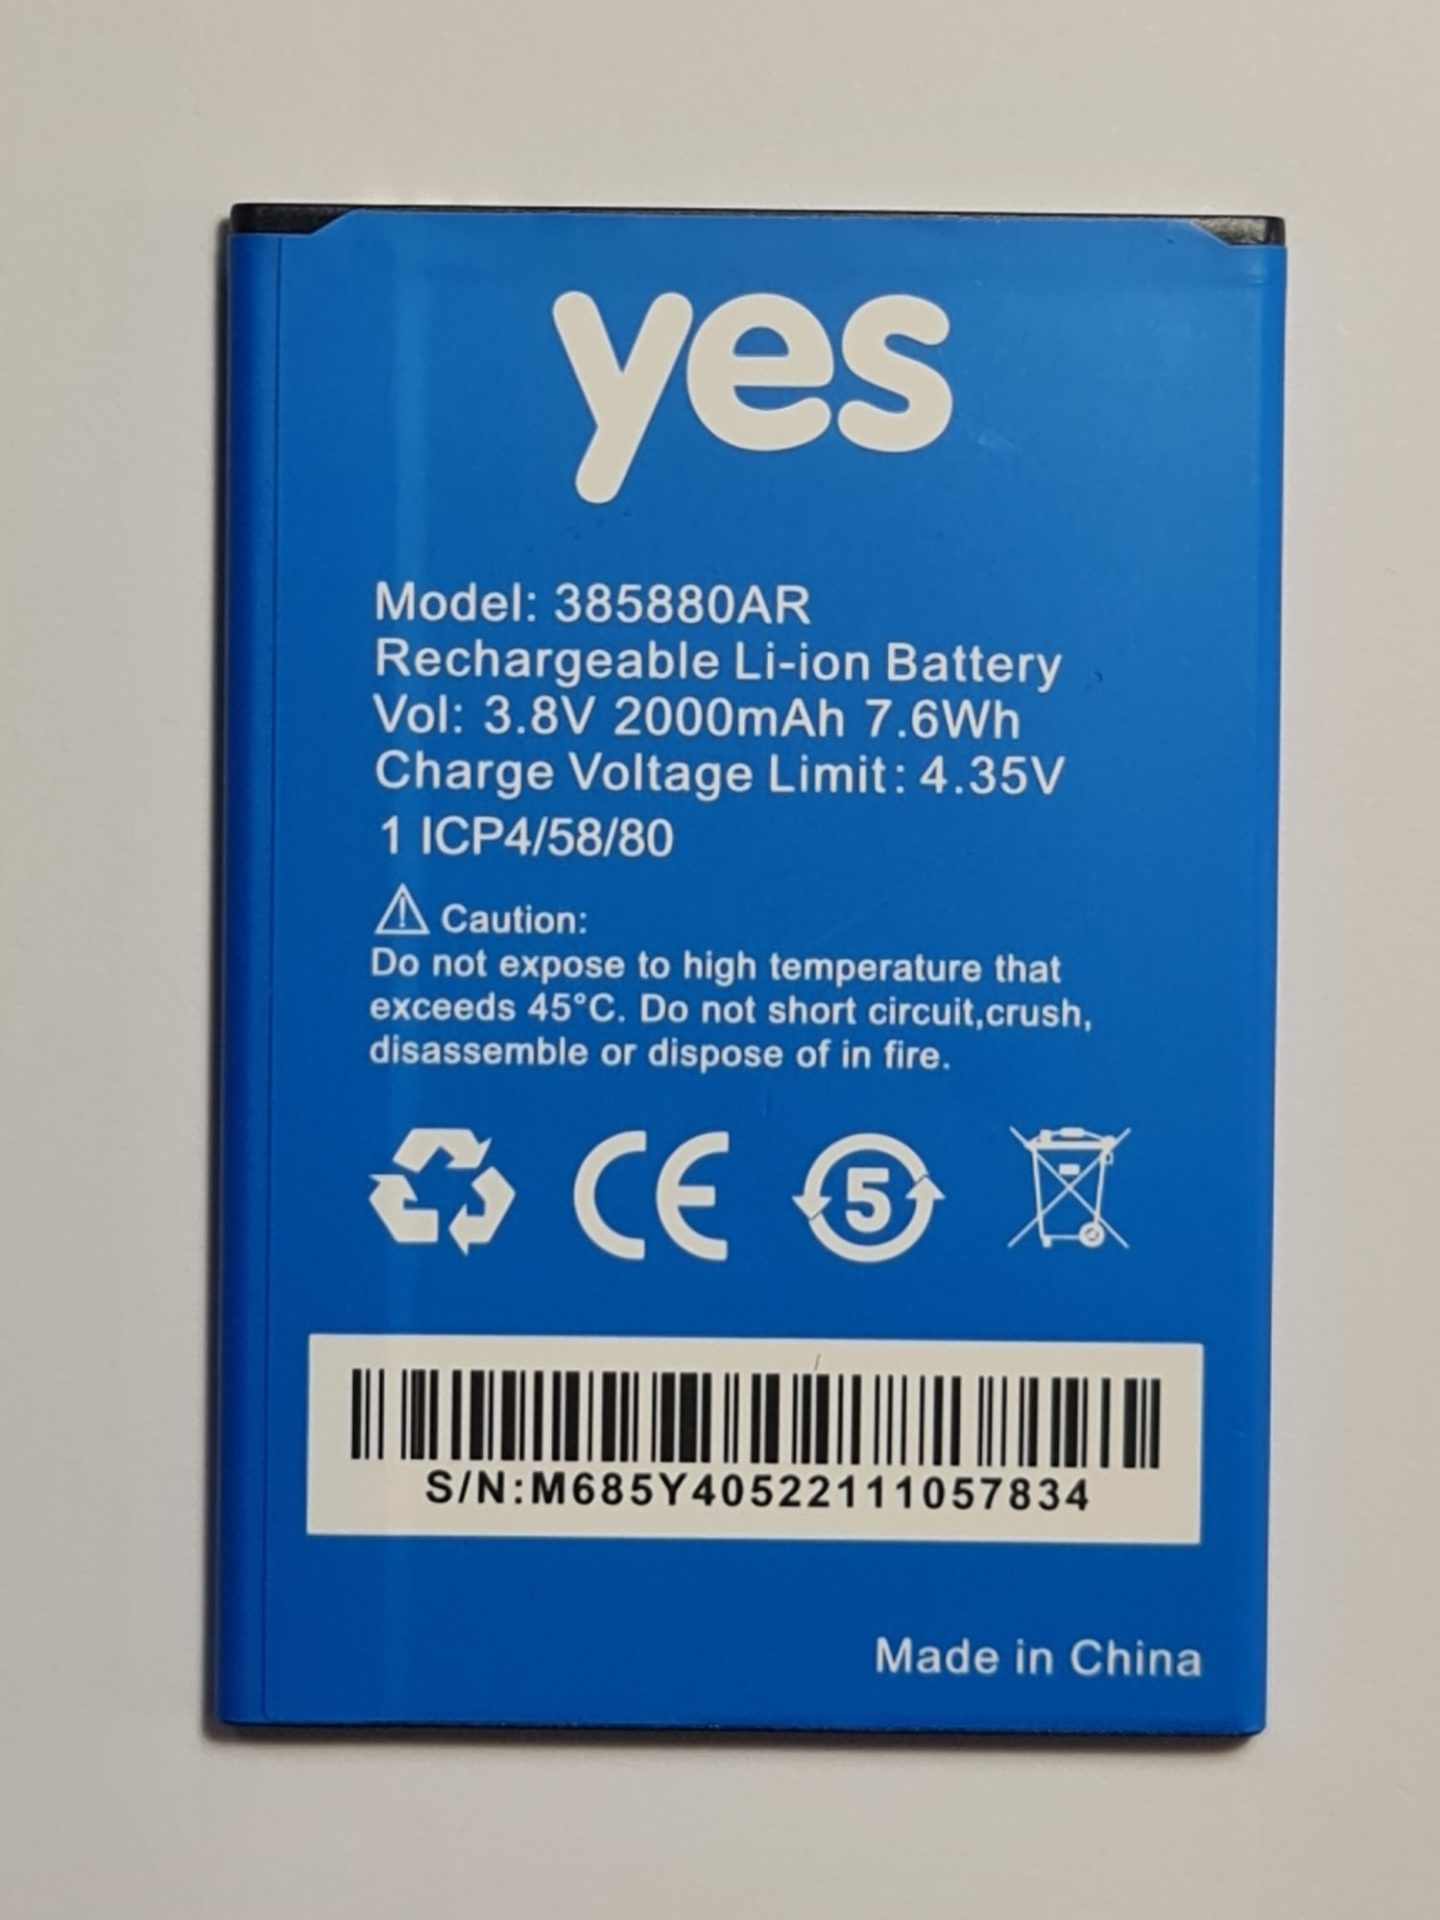 yes
Model: 385880AR
Rechargeable Li-ion Battery
Vol: 3.8V 2000mAh 7.6Wh
Charge Voltage Limit: 4.35V
1 ICP4/58/80
Caution:
Do not expose to high temperature that
exceeds 45°C. Do not short circuit,crush,
disassemble or dispose of in fire.
CE 5
S/N:M685Y40522111057834
Made in China